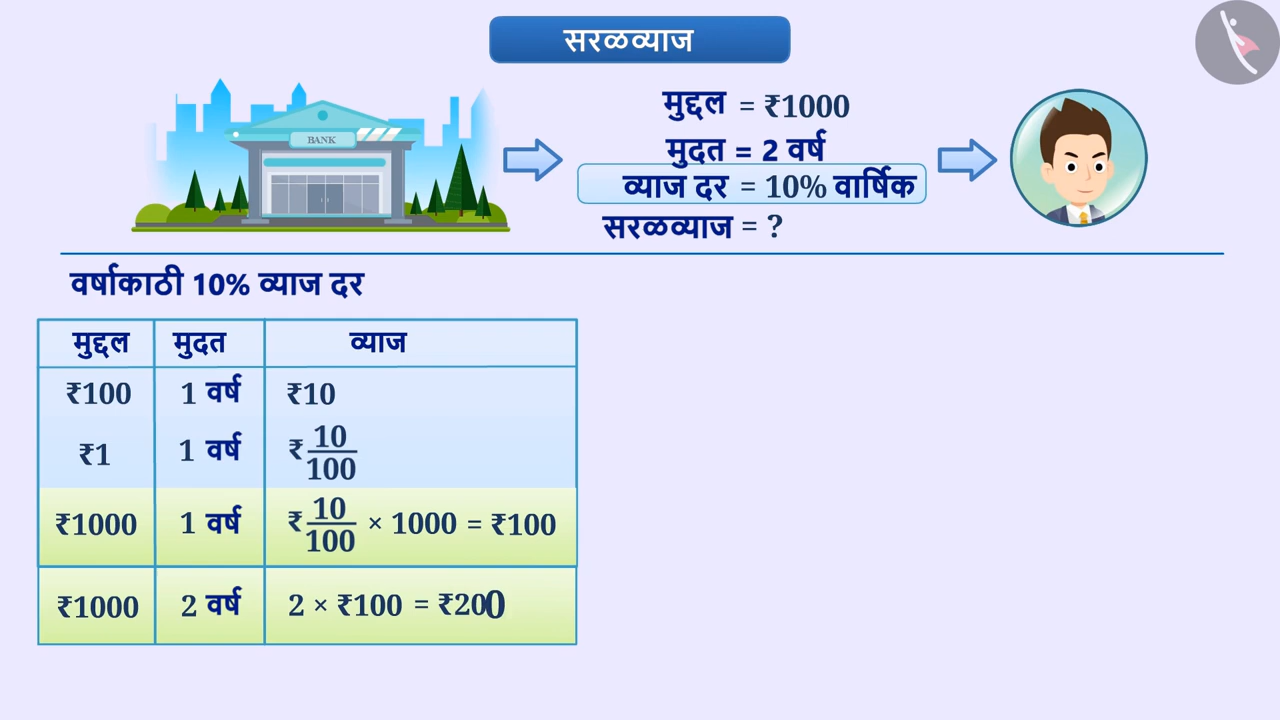 सरळव्याज
BANK
मुद्दल = ₹1000
मुदत = 2 वर्ष
व्याज दर = 10% वार्षिक
सरळव्याज = ?
वर्षाकाठी 10% व्याज दर
मुद्दल मुदत व्याज
₹100 1 वर्ष ₹10
₹1 1 वर्ष ₹10/100
₹1000 1 वर्ष ₹10/100 × 1000 = ₹100
₹1000 2 वर्ष 2 × ₹100 = ₹200